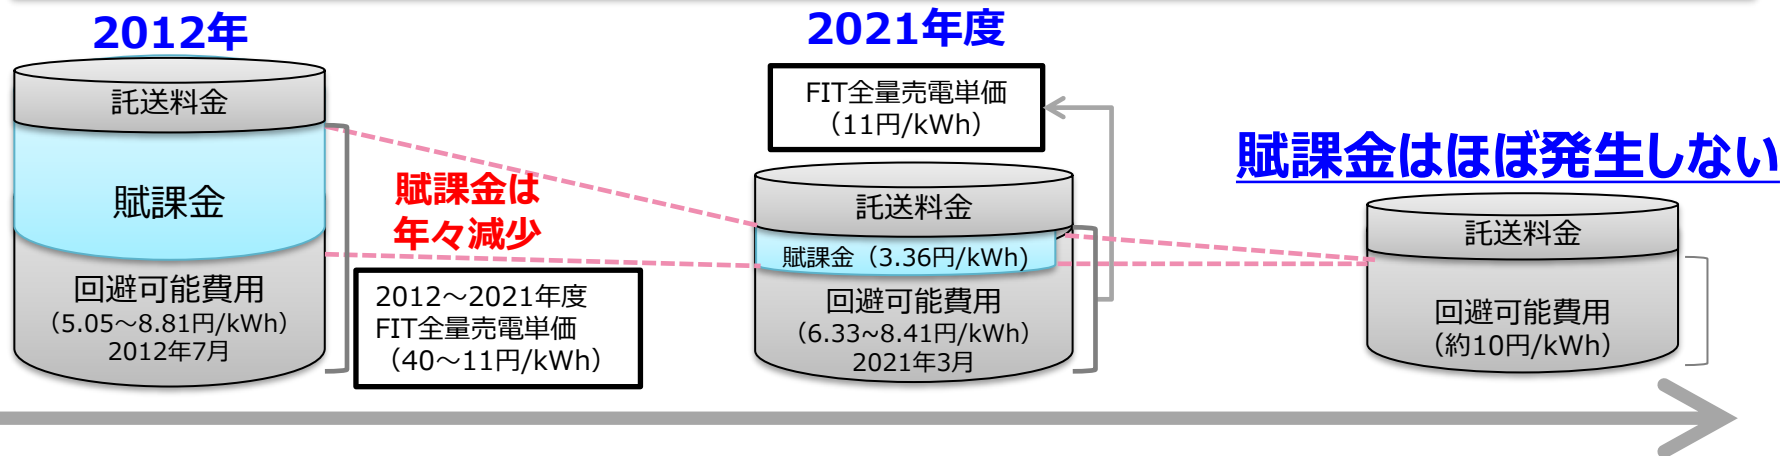 2012年
託送料金
賦課金
回避可能費用
（5.05～8.81円/kWh）
2012年7月
賦課金は
年々減少
2012～2021年度
FIT全量売電単価
（40～11円/kWh）
2021年度
FIT全量売電単価
（11円/kWh）
託送料金
賦課金（3.36円/kWh)
回避可能費用
（6.33~8.41円/kWh）
2021年3月
賦課金はほぼ発生しない
託送料金
回避可能費用
（約10円/kWh）